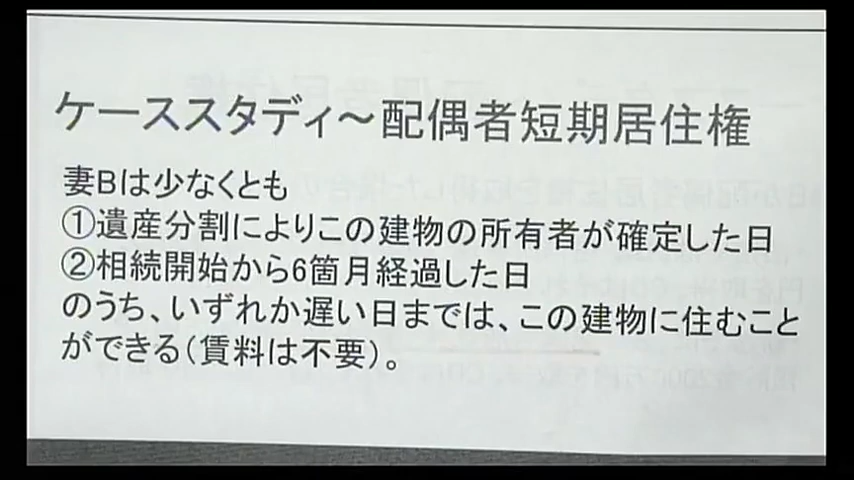 ケーススタディ～配偶者短期居住権
妻Bは少なくとも
①遺産分割によりこの建物の所有者が確定した日
②相続開始から6箇月経過した日
のうち、いずれか遅い日までは、この建物に住むこと
ができる（賃料は不要）。